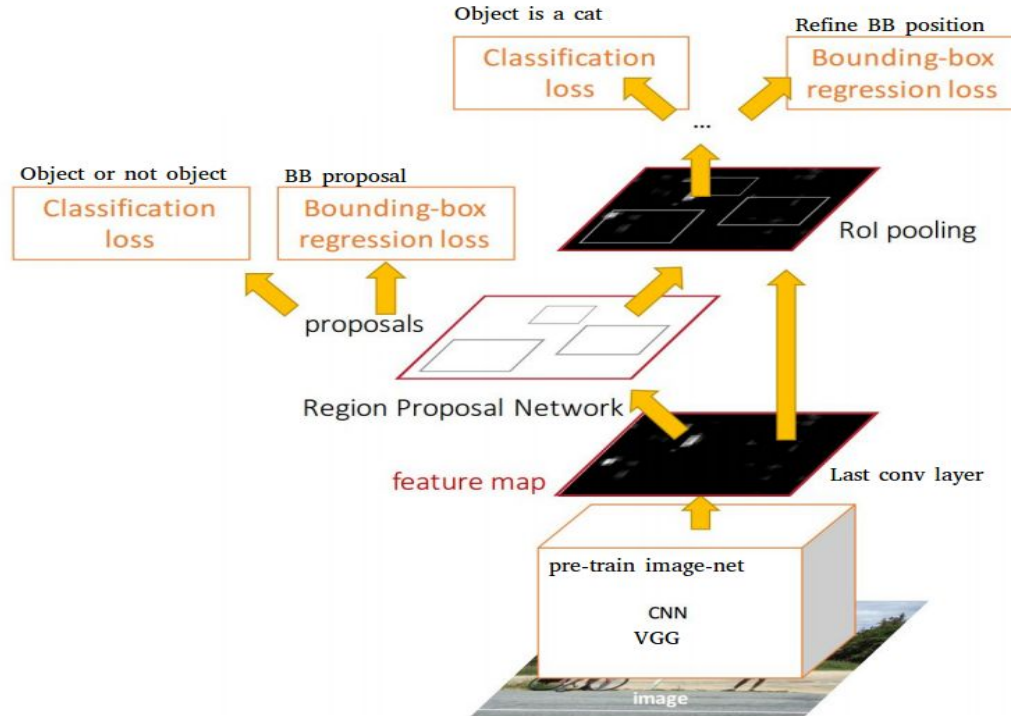 Object is a cat
Refine BB position
Classification
loss
Bounding-box
regression loss
...
Object or not object
BB proposal
Classification
loss
Bounding-box
regression loss
RoI pooling
proposals
Region Proposal Network
feature map
Last conv layer
pre-train image-net
CNN
VGG
image